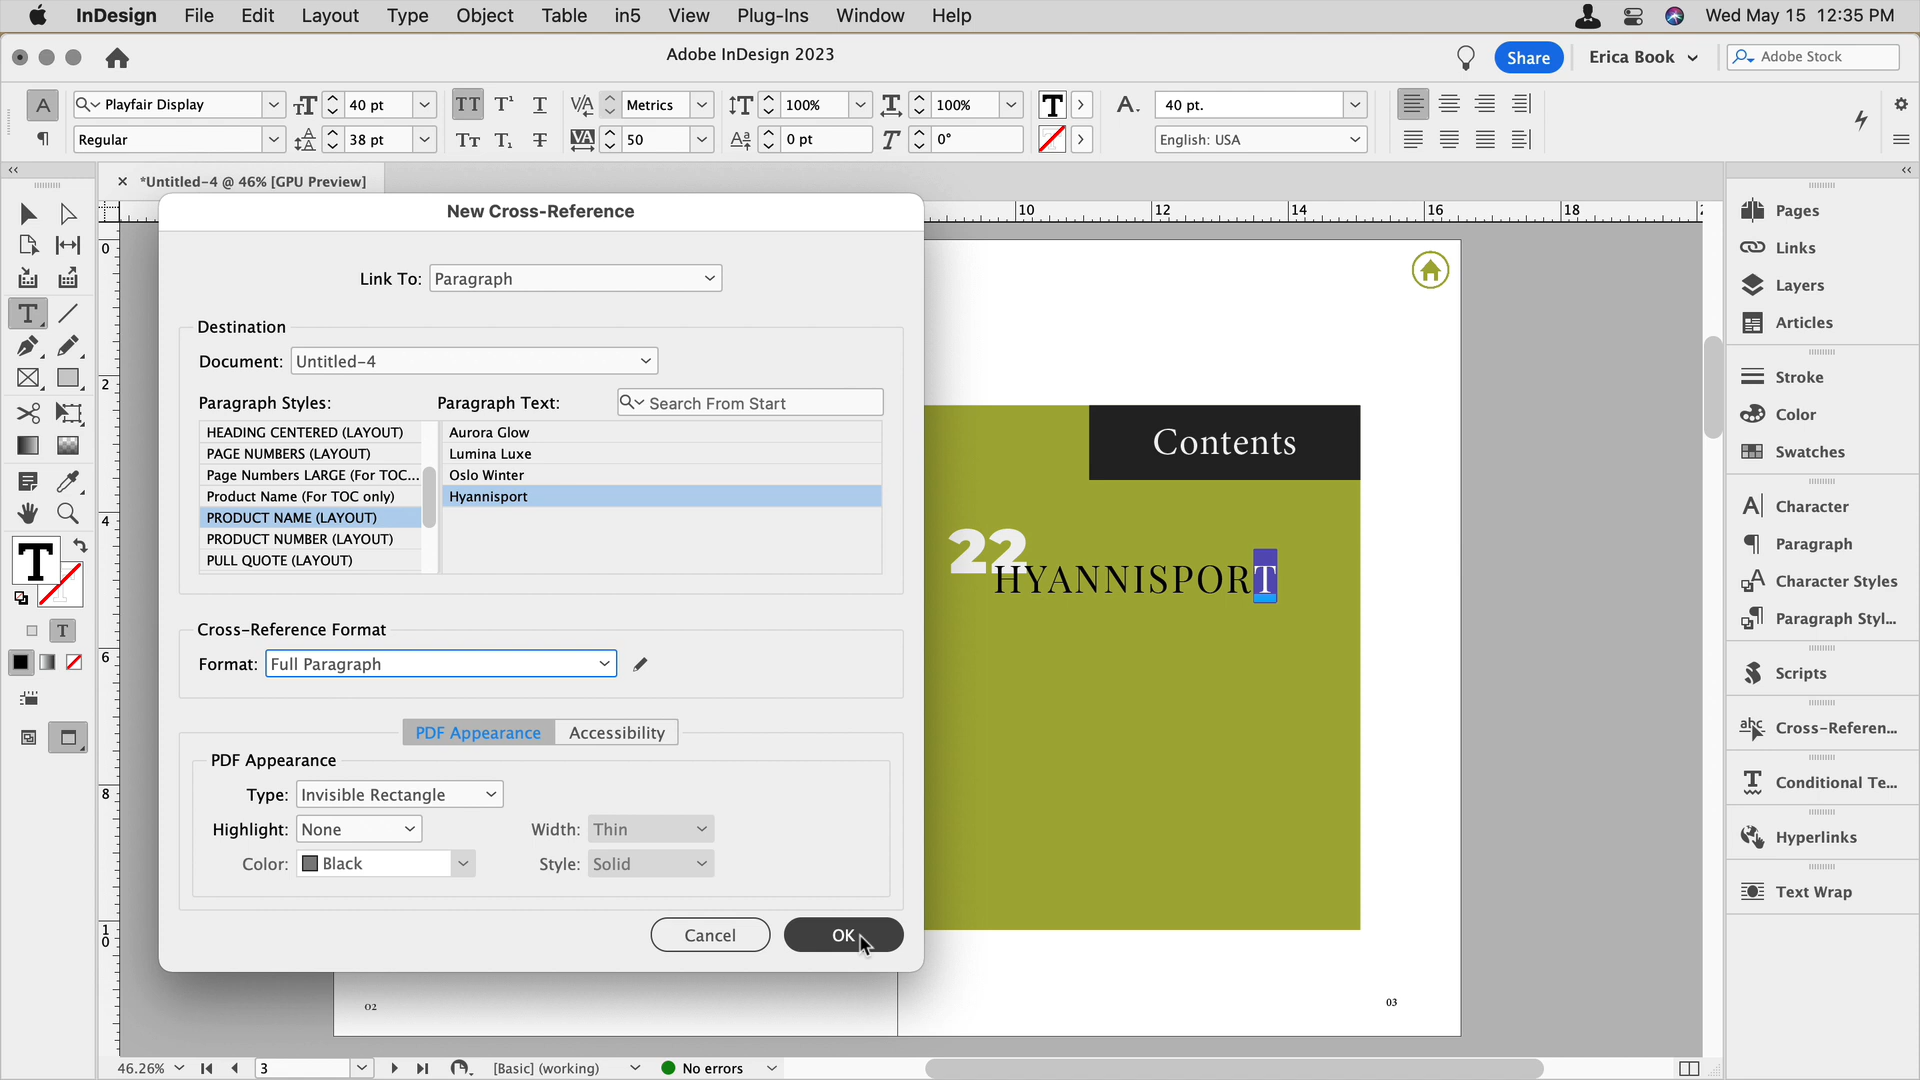 InDesign File Edit Layout Type Object Table in5 View Plug-Ins Window Help Wed May 15 12:35 PM
Adobe InDesign 2023
Share
Erica Book
Adobe Stock
Playfair Display 40 pt Metrics 100% 100% 40 pt.
Regular 38 pt 50 0 pt 0° English: USA
*Untitled-4 @ 46% [GPU Preview]
New Cross-Reference
Link To: Paragraph
Destination
Document: Untitled-4
Paragraph Styles:
HEADING CENTERED (LAYOUT)
PAGE NUMBERS (LAYOUT)
Page Numbers LARGE (For TOC...
Product Name (For TOC only)
PRODUCT NAME (LAYOUT)
PRODUCT NUMBER (LAYOUT)
PULL QUOTE (LAYOUT)
Paragraph Text:
Search From Start
Aurora Glow
Lumina Luxe
Oslo Winter
Hyannisport
Cross-Reference Format
Format: Full Paragraph
PDF Appearance Accessibility
PDF Appearance
Type: Invisible Rectangle
Highlight: None Width: Thin
Color: Black Style: Solid
Cancel OK
10 12 14 16 18
0
2
4
6
8
10
Contents
22
HYANNISPORT
02
03
Pages
Links
Layers
Articles
Stroke
Color
Swatches
Character
Paragraph
Character Styles
Paragraph Styl...
Scripts
Cross-Referen...
Conditional Te...
Hyperlinks
Text Wrap
46.26% 3 [Basic] (working) No errors